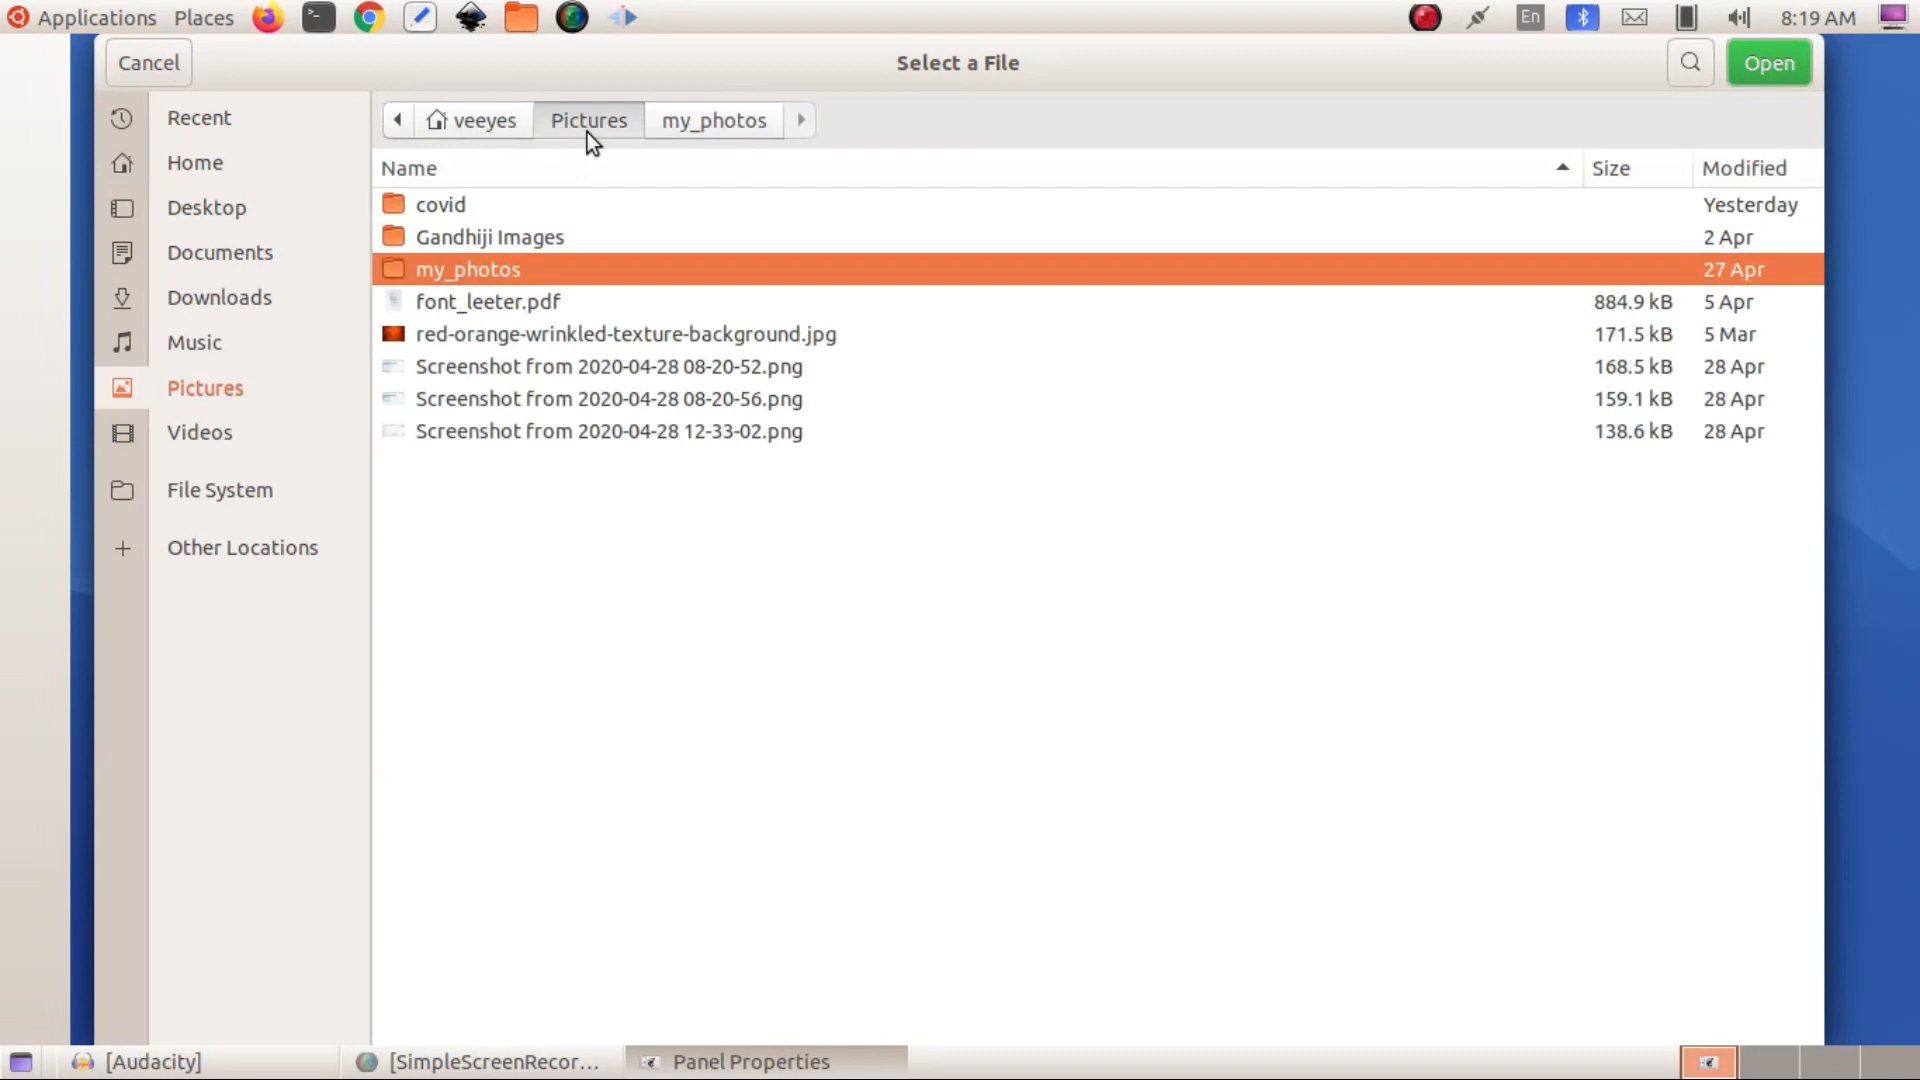 Applications Places En 8:19 AM
Cancel Select a File Open
Recent
Home
Desktop
Documents
Downloads
Music
Pictures
Videos
File System
Other Locations
veeyes Pictures my_photos
Name Size Modified
covid Yesterday
Gandhiji Images 2 Apr
my_photos 27 Apr
font_leeter.pdf 884.9 kB 5 Apr
red-orange-wrinkled-texture-background.jpg 171.5 kB 5 Mar
Screenshot from 2020-04-28 08-20-52.png 168.5 kB 28 Apr
Screenshot from 2020-04-28 08-20-56.png 159.1 kB 28 Apr
Screenshot from 2020-04-28 12-33-02.png 138.6 kB 28 Apr
[Audacity] [SimpleScreenRecor... Panel Properties